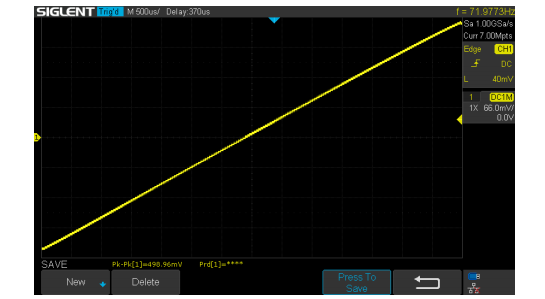 SIGLENT Trig'd M 500us/ Delay:370us f = 71.9773Hz
Sa 1.00GSa/s
Curr 7.00Mpts
Edge CH1
DC
L 40mV
1 DC1M
1X 66.0mV/
0.0V
1
SAVE Pk-Pk[1]=498.96mV Prd[1]=****
New Delete Press To
Save